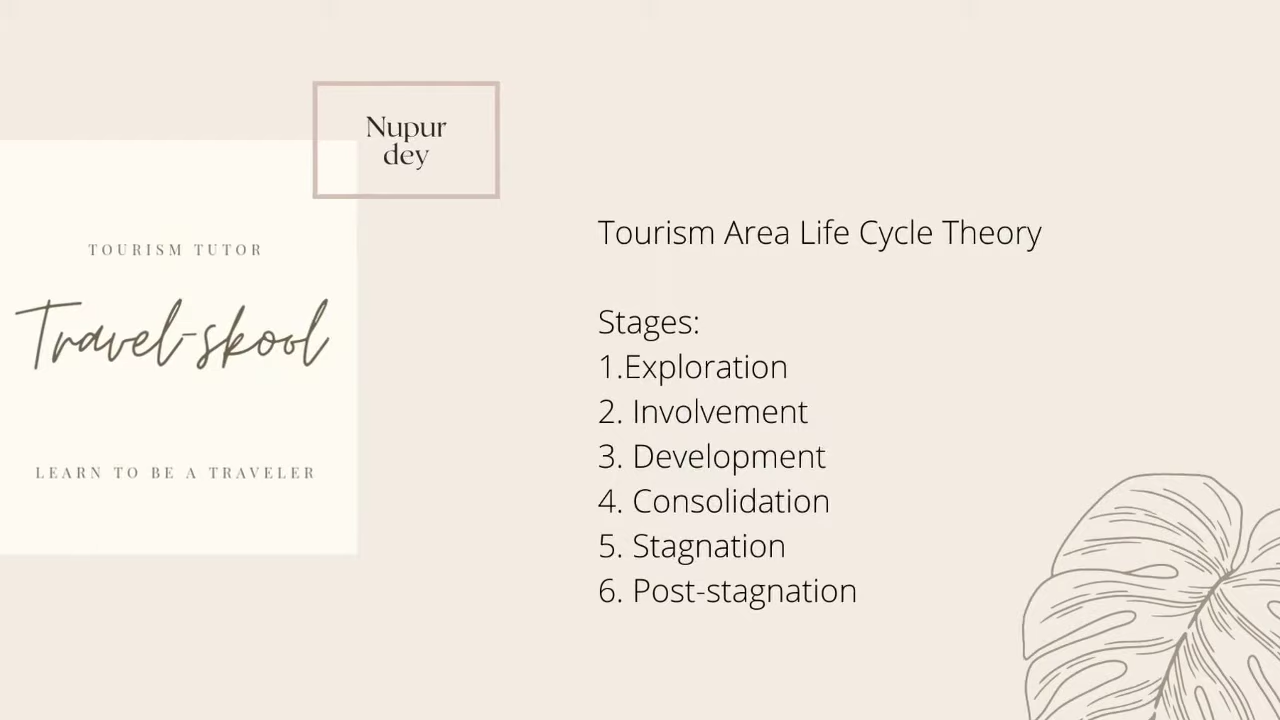 Nupur
dey
TOURISM TUTOR
Travel-skool
LEARN TO BE A TRAVELER
Tourism Area Life Cycle Theory
Stages:
1.Exploration
2. Involvement
3. Development
4. Consolidation
5. Stagnation
6. Post-stagnation